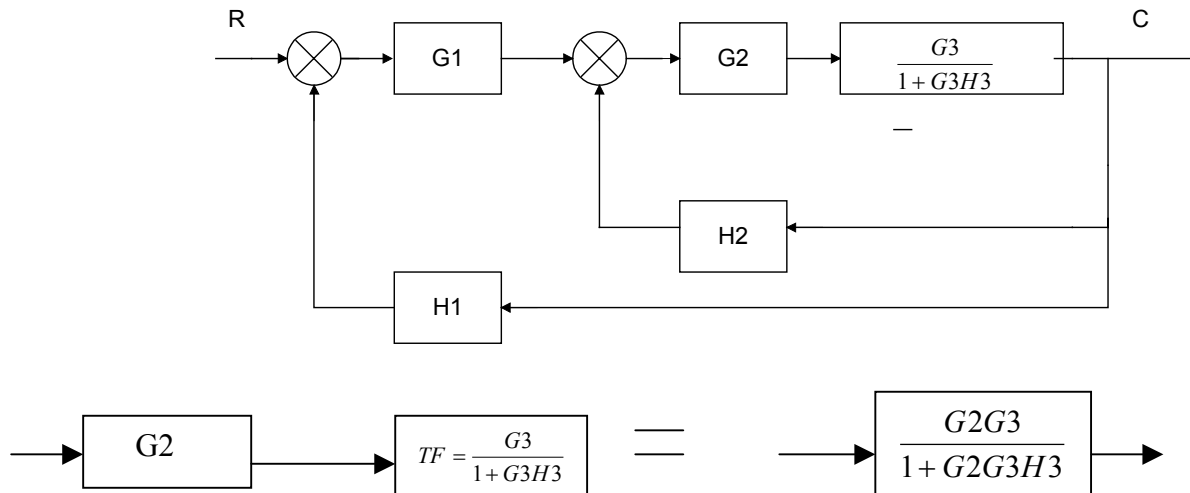 R
C
G1
G2
G3
1 + G3H3
H2
H1
G2
TF = G3
1 + G3H3
=
G2G3
1 + G2G3H3